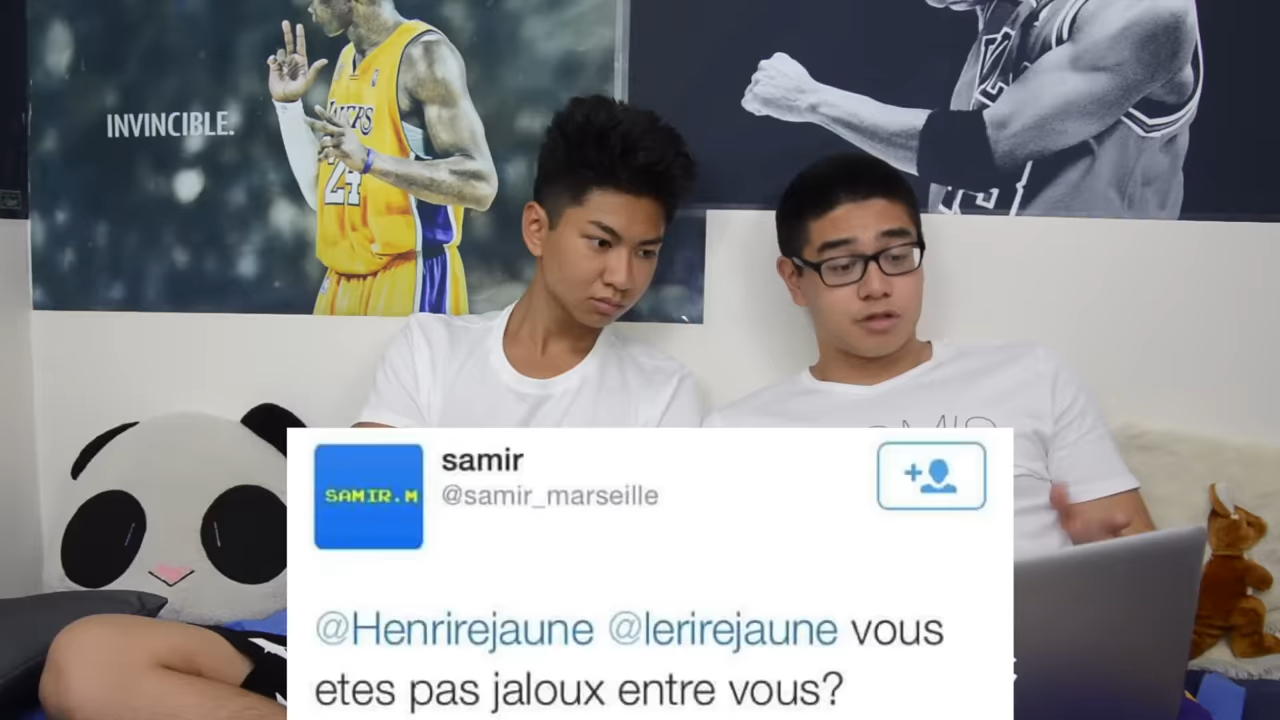 INVINCIBLE.
LAKERS
24
samir
SAMIR.M
@samir_marseille
@Henrirejaune @lerirejaune vous
etes pas jaloux entre vous?